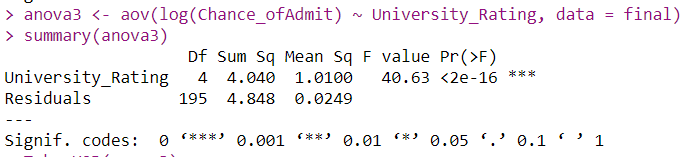 > anova3 <- aov(log(Chance_ofAdmit) ~ University_Rating, data = final)
> summary(anova3)
                   Df Sum Sq Mean Sq F value Pr(>F)
University_Rating   4  4.040  1.0100   40.63 <2e-16 ***
Residuals         195  4.848  0.0249
---
Signif. codes:  0 ‘***’ 0.001 ‘**’ 0.01 ‘*’ 0.05 ‘.’ 0.1 ‘ ’ 1